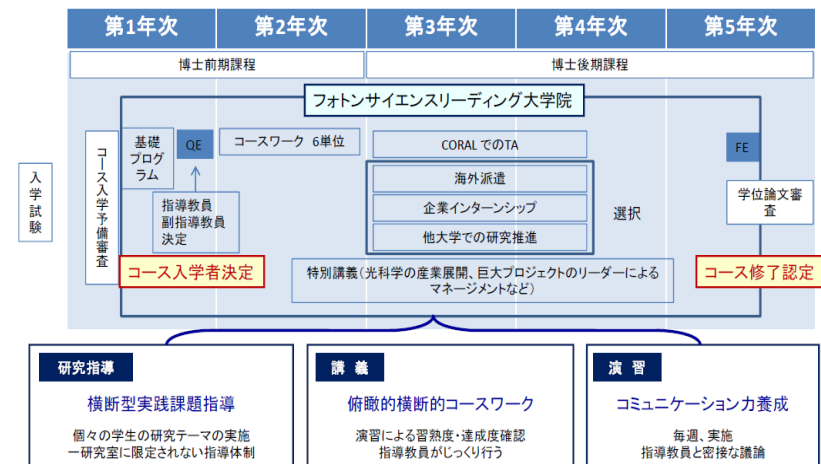 第1年次
第2年次
第3年次
第4年次
第5年次
博士前期課程
博士後期課程
フォトンサイエンスリーディング大学院
入学試験
コース入学予備審査
基礎
プログ
ラム
QE
コースワーク 6単位
CORAL でのTA
FE
海外派遣
企業インターンシップ
他大学での研究推進
選択
指導教員
副指導教員
決定
学位論文審
査
コース入学者決定
特別講義(光科学の産業展開、巨大プロジェクトのリーダーによる
マネージメントなど)
コース修了認定
研究指導
横断型実践課題指導
個々の学生の研究テーマの実施
一研究室に限定されない指導体制
講 義
俯瞰的横断的コースワーク
演習による習熟度・達成度確認
指導教員がじっくり行う
演 習
コミュニケーション力養成
毎週、実施
指導教員と密接な議論